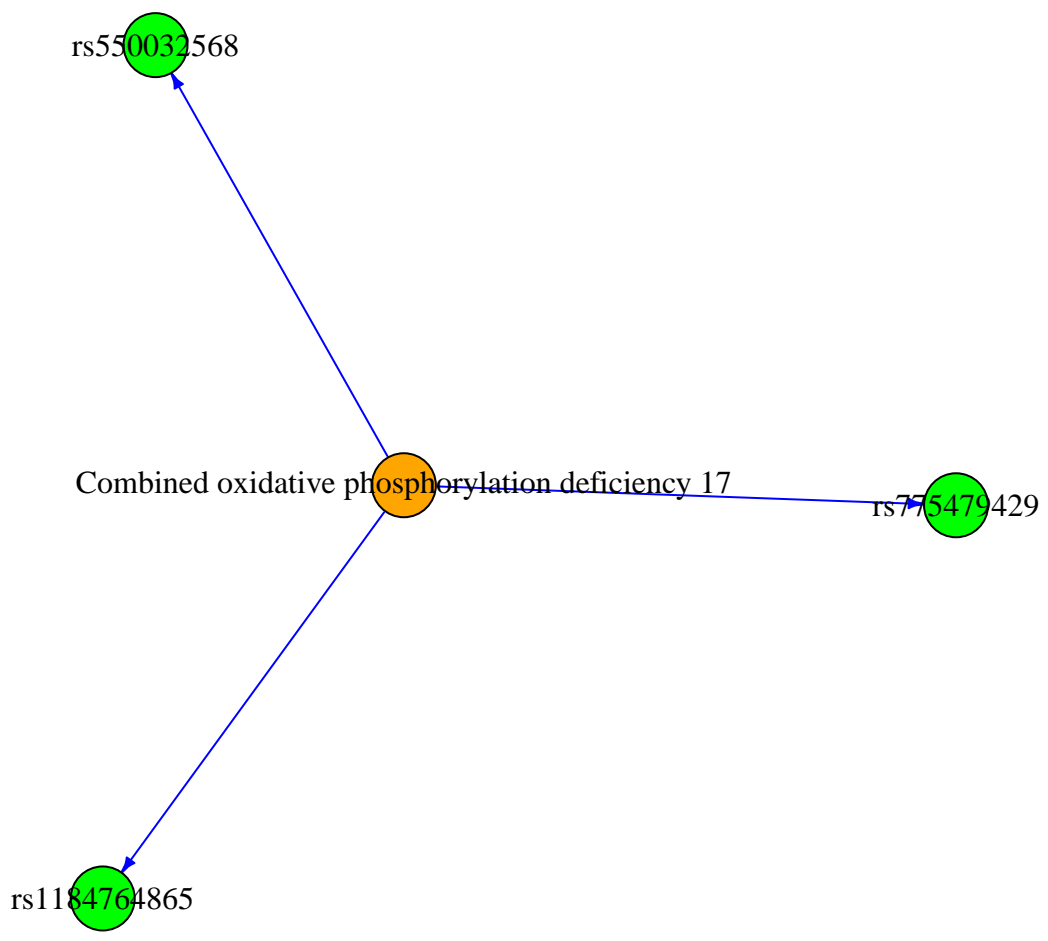 rs550032568
Combined oxidative phosphorylation deficiency 17
rs775479429
rs1184764865